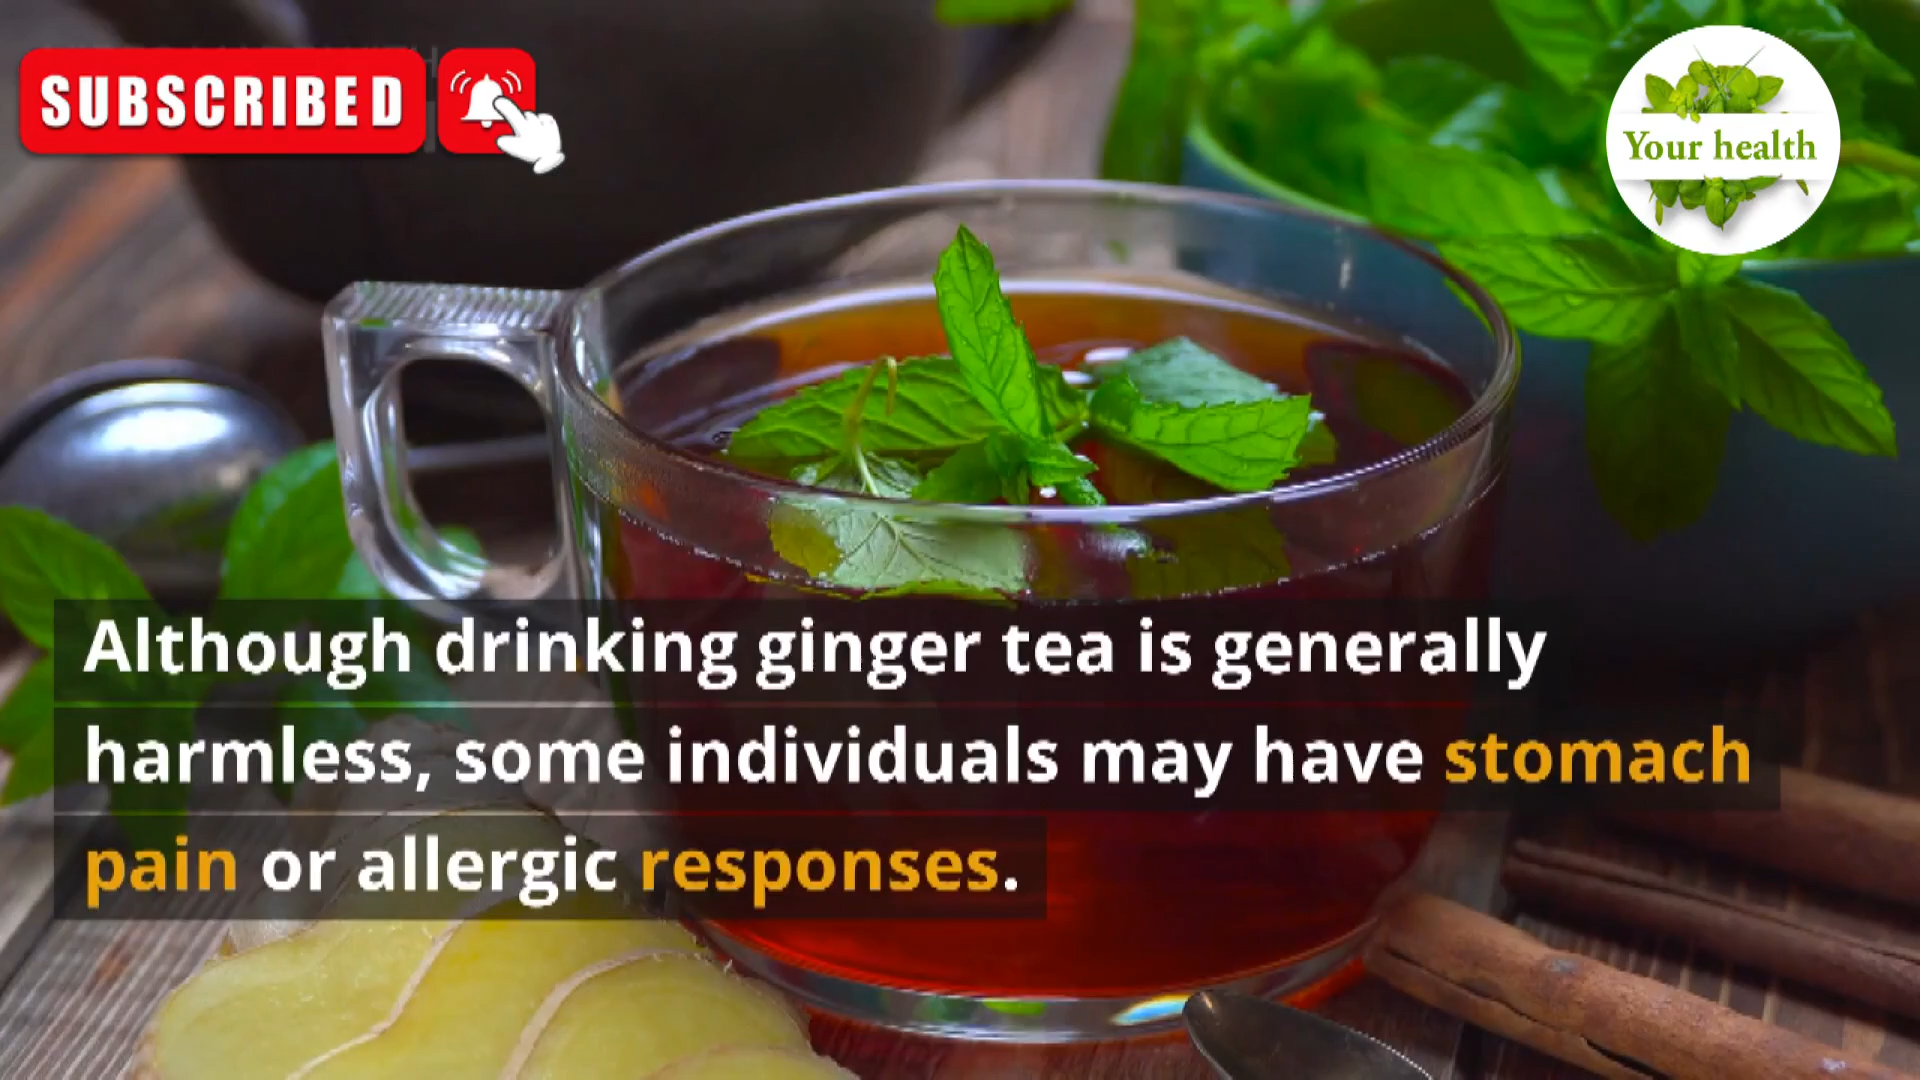 SUBSCRIBED
Your health
Although drinking ginger tea is generally
harmless, some individuals may have stomach
pain or allergic responses.